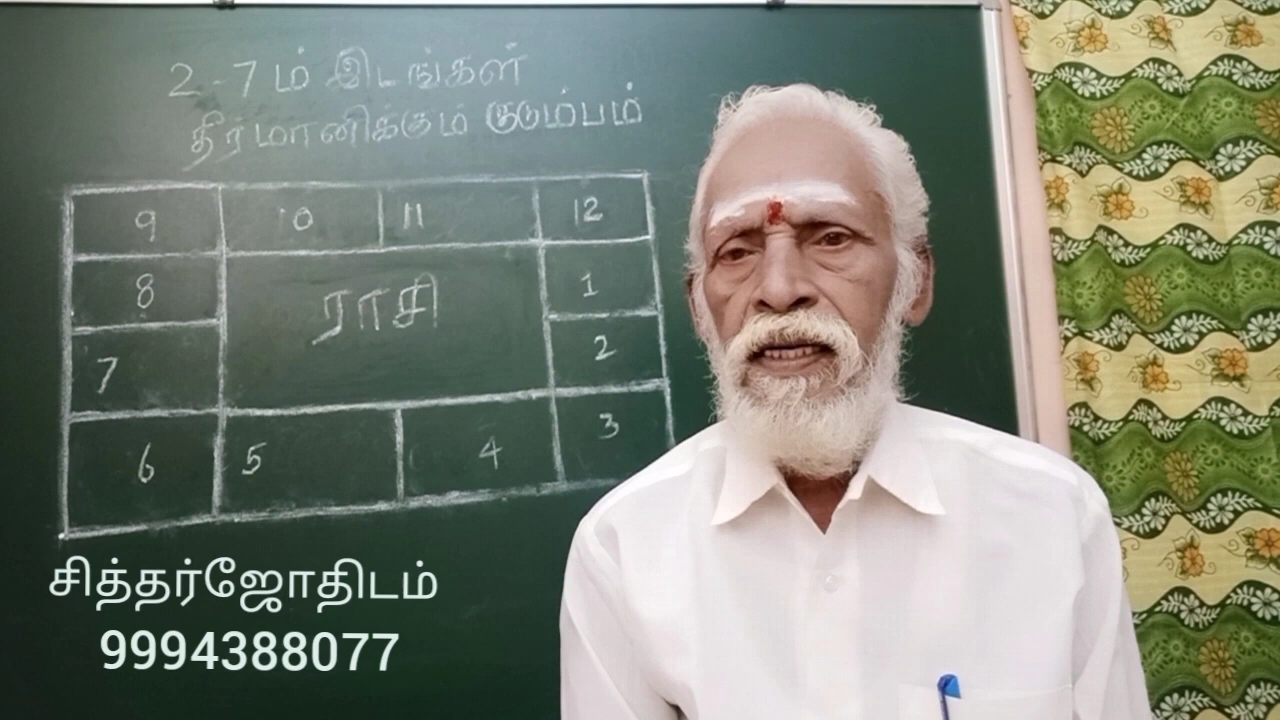 2-7ம் இடங்கள்
தீர்மானிக்கும் குடும்பம்
9 10 11 12
8 ராசி 1
7 2
6 5 4 3
சித்தர்ஜோதிடம்
9994388077